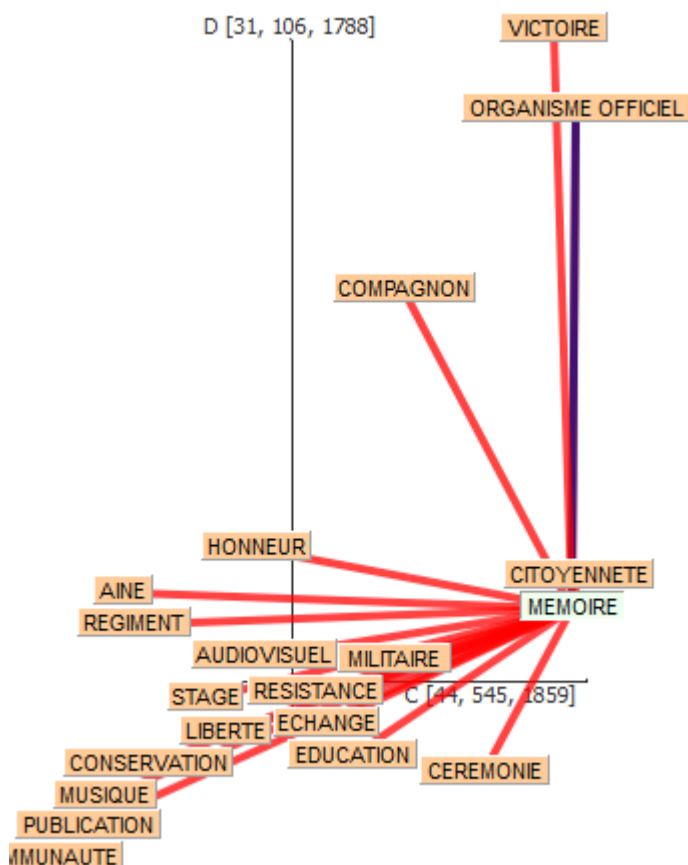 VICTOIRE
D [31, 106, 1788]
ORGANISME OFFICIEL
COMPAGNON
HONNEUR
CITOYENNETE
AINE
MEMOIRE
REGIMENT
AUDIOVISUEL
MILITAIRE
STAGE
RESISTANCE
C [44, 545, 1859]
LIBERTE
ECHANGE
EDUCATION
CONSERVATION
CEREMONIE
MUSIQUE
PUBLICATION
MMUNAUTE